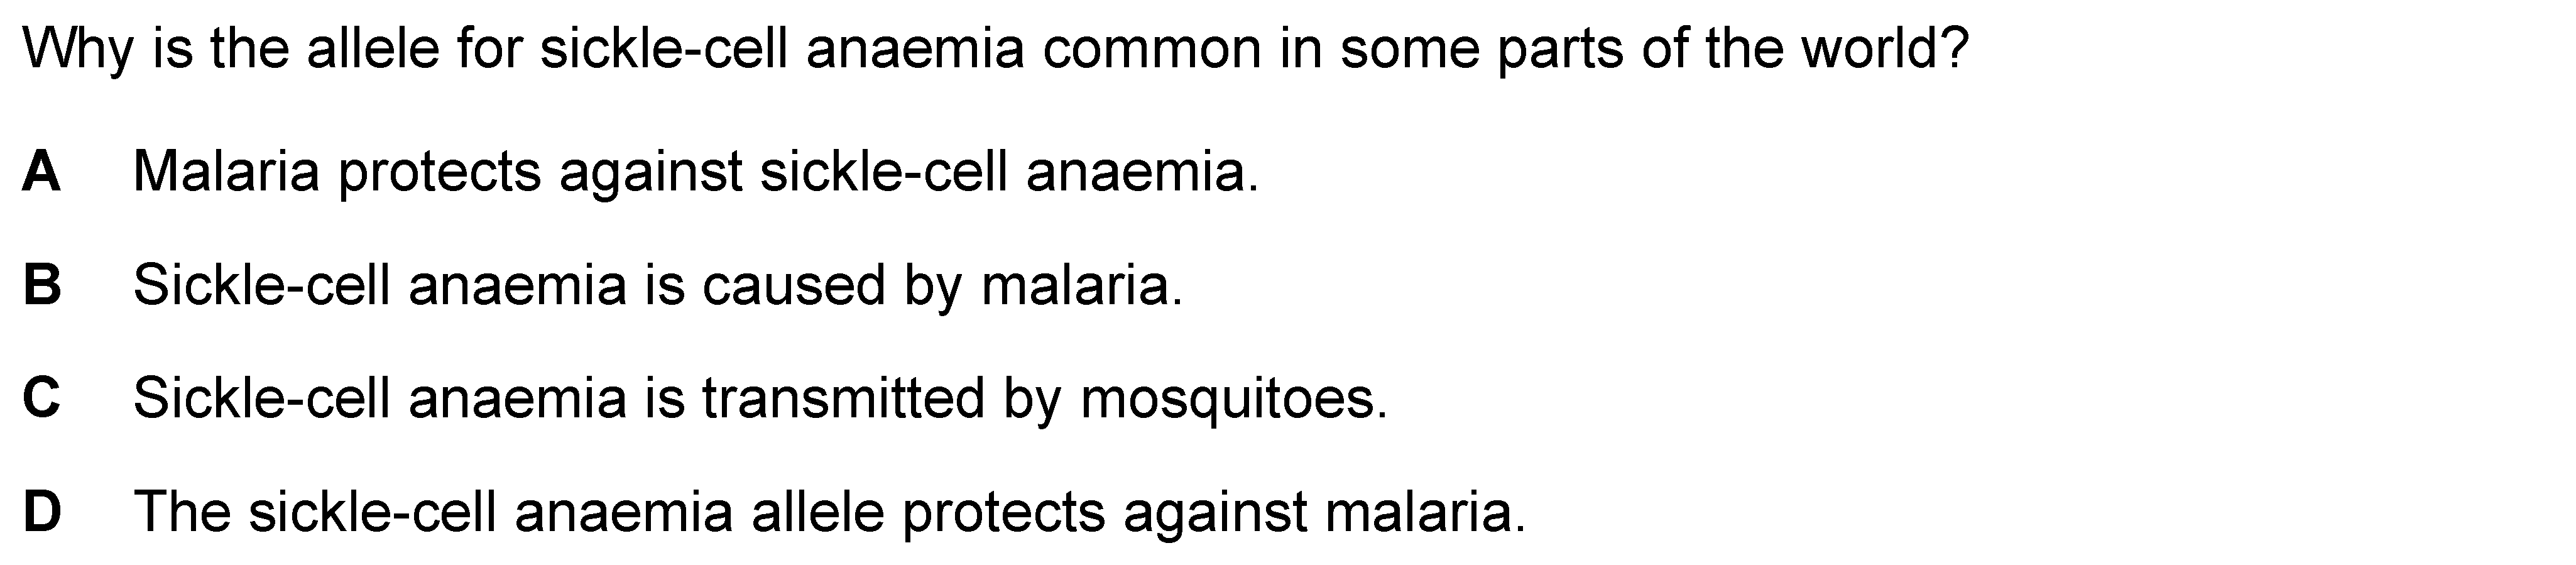 Why is the allele for sickle-cell anaemia common in some parts of the world?
A Malaria protects against sickle-cell anaemia.
B Sickle-cell anaemia is caused by malaria.
C Sickle-cell anaemia is transmitted by mosquitoes.
D The sickle-cell anaemia allele protects against malaria.